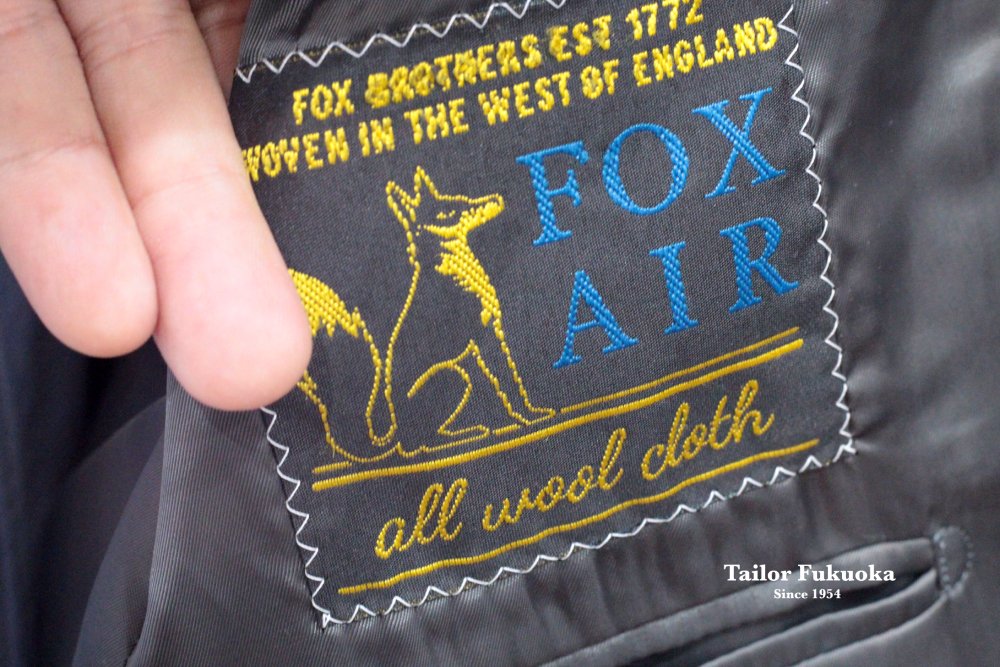 FOX BROTHERS EST 1772
WOVEN IN THE WEST OF ENGLAND
FOX
AIR
all wool cloth
Tailor Fukuoka
Since 1954